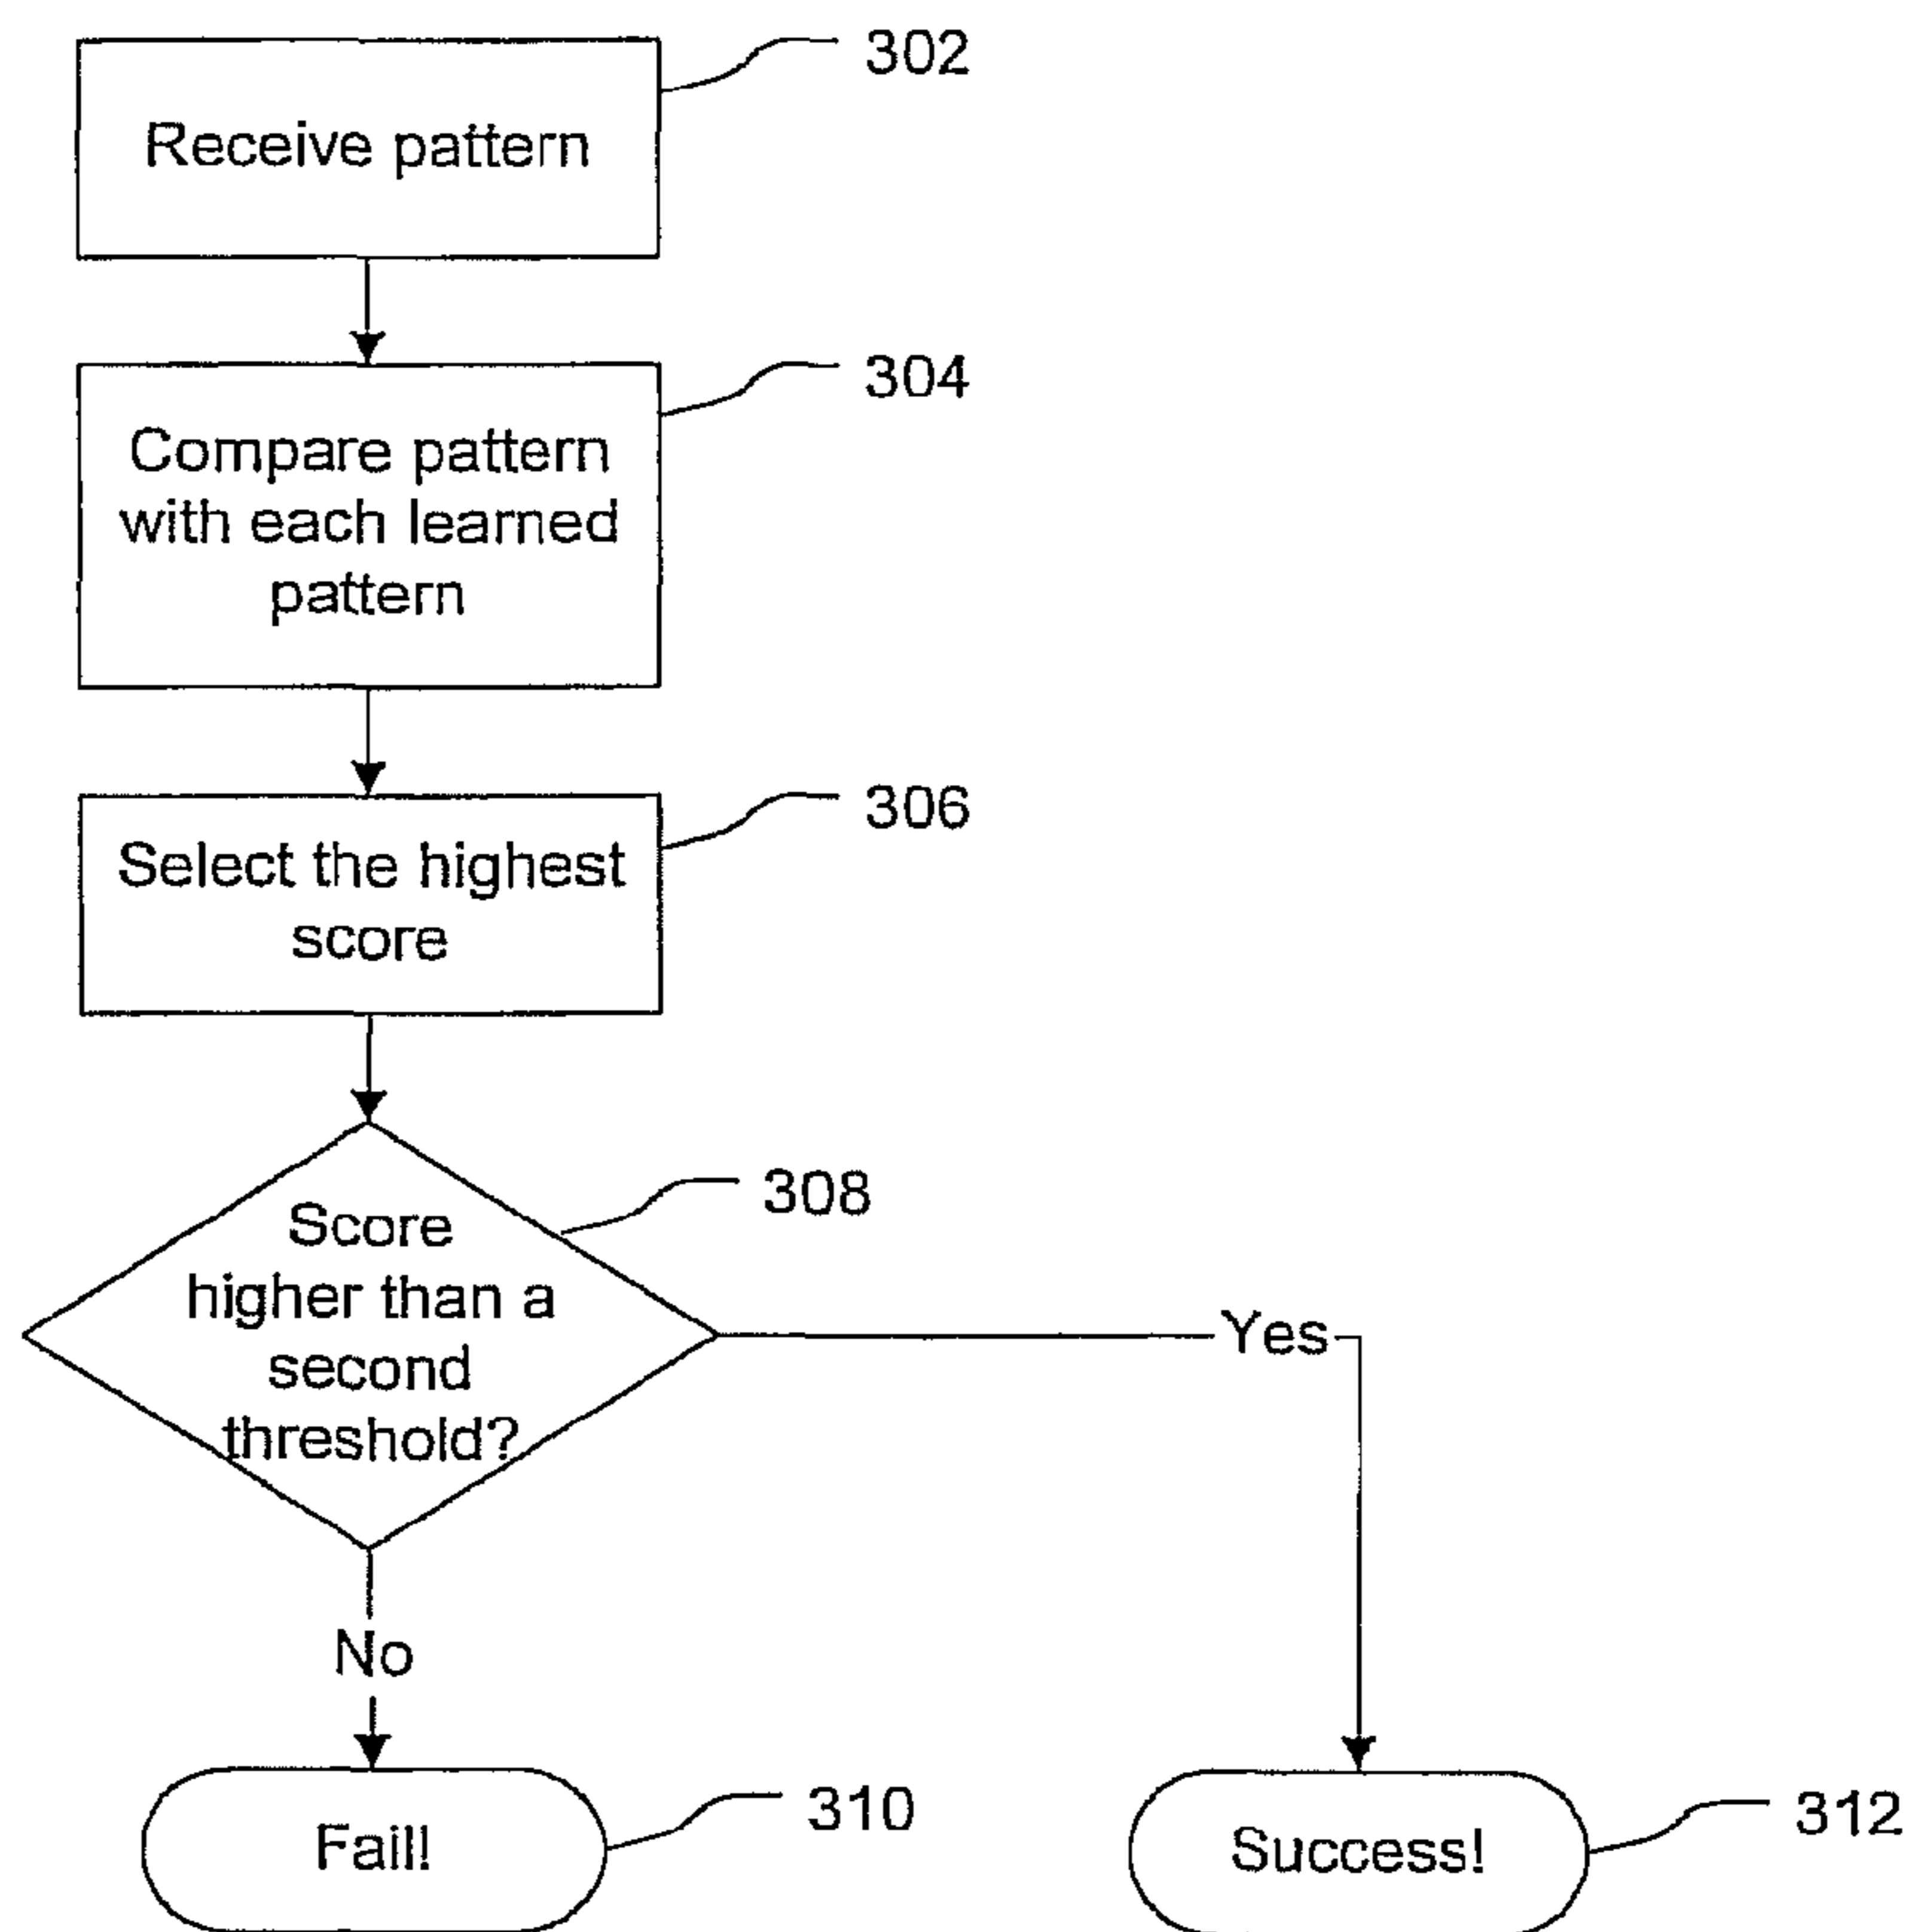 302
Receive pattern
304
Compare pattern
with each learned
pattern
306
Select the highest
score
308
Score
higher than a
second
threshold?
Yes
No
310
Fail!
312
Success!